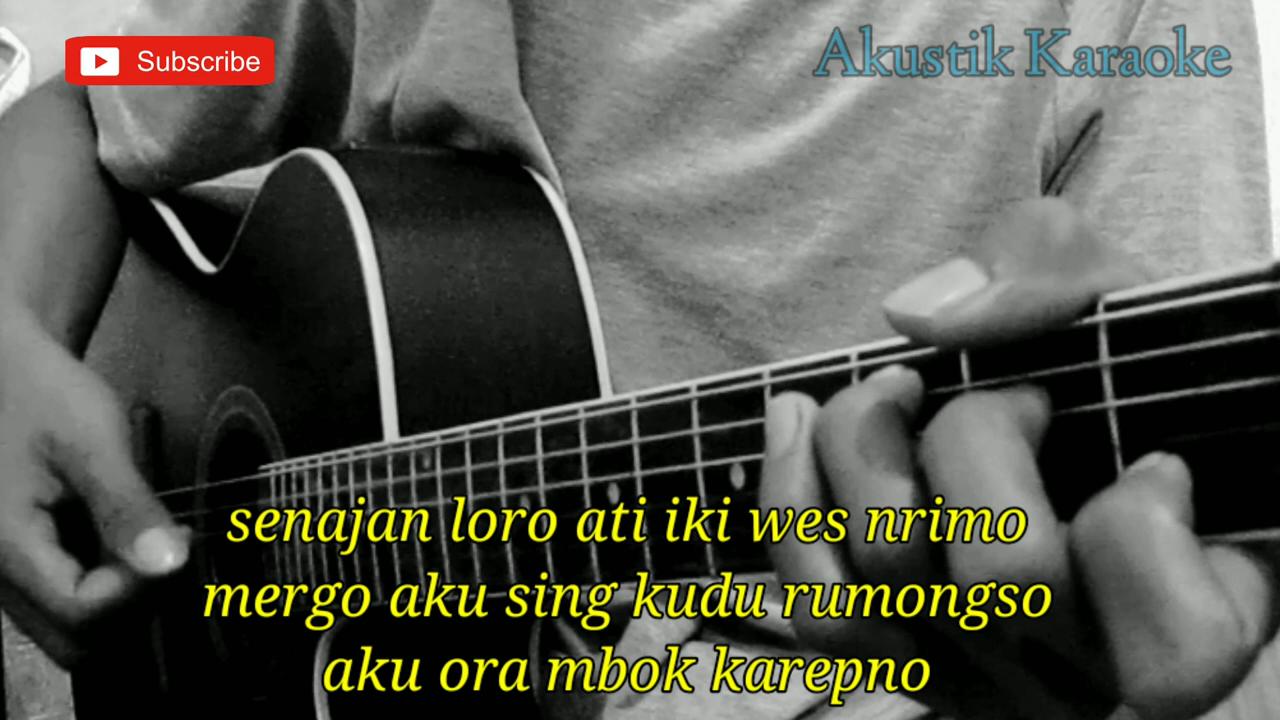 Subscribe
Akustik Karaoke
senajan loro ati iki wes nrimo
mergo aku sing kudu rumongso
aku ora mbok karepno